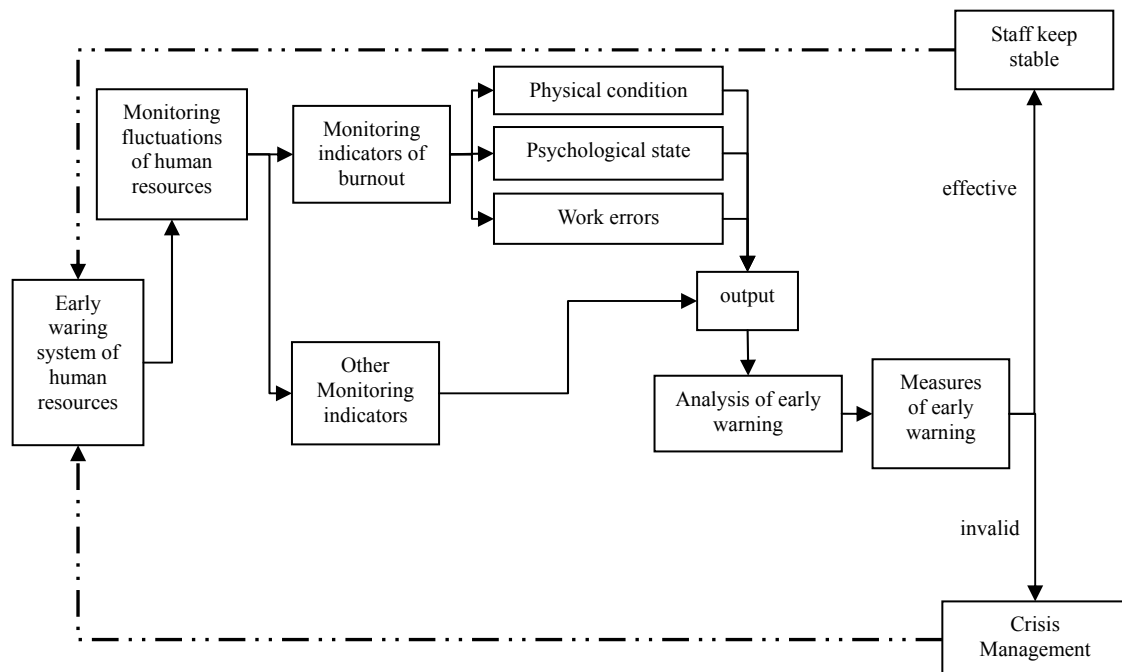 Staff keep
stable
Physical condition
Monitoring
fluctuations
of human
resources
Monitoring
indicators of
burnout
Psychological state
effective
Work errors
Early
waring
system of
human
resources
output
Other
Monitoring
indicators
Analysis of early
warning
Measures
of early
warning
invalid
Crisis
Management